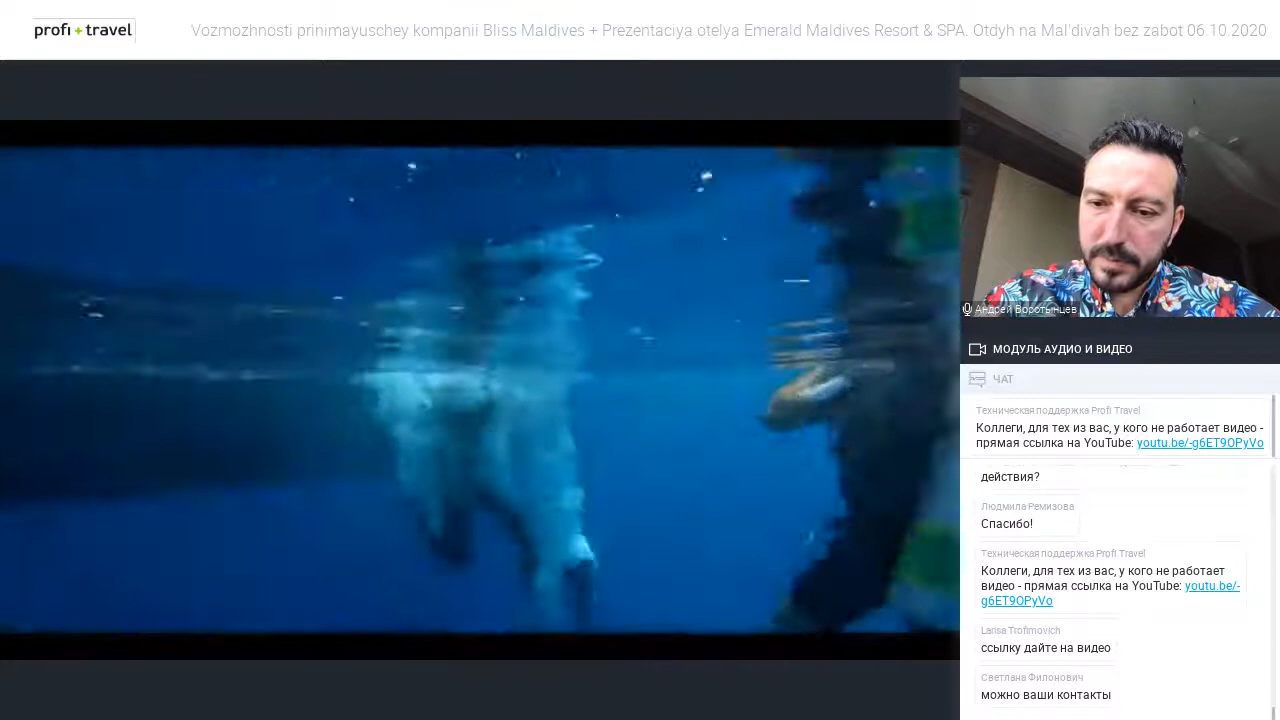 profi + travel
Vozmozhnosti prinimayuschey kompanii Bliss Maldives + Prezentaciya otelya Emerald Maldives Resort & SPA. Otdyh na Mal'divah bez zabot 06.10.2020
Андрей Воротынцев
МОДУЛЬ АУДИО И ВИДЕО
ЧАТ
Техническая поддержка Profi Travel
Коллеги, для тех из вас, у кого не работает видео -
прямая ссылка на YouTube: youtu.be/-g6ET9OPyVo
действия?
Людмила Ремизова
Спасибо!
Техническая поддержка Profi Travel
Коллеги, для тех из вас, у кого не работает
видео - прямая ссылка на YouTube: youtu.be/-
g6ET9OPyVo
Larisa Trofimovich
ссылку дайте на видео
Светлана Филонович
можно ваши контакты